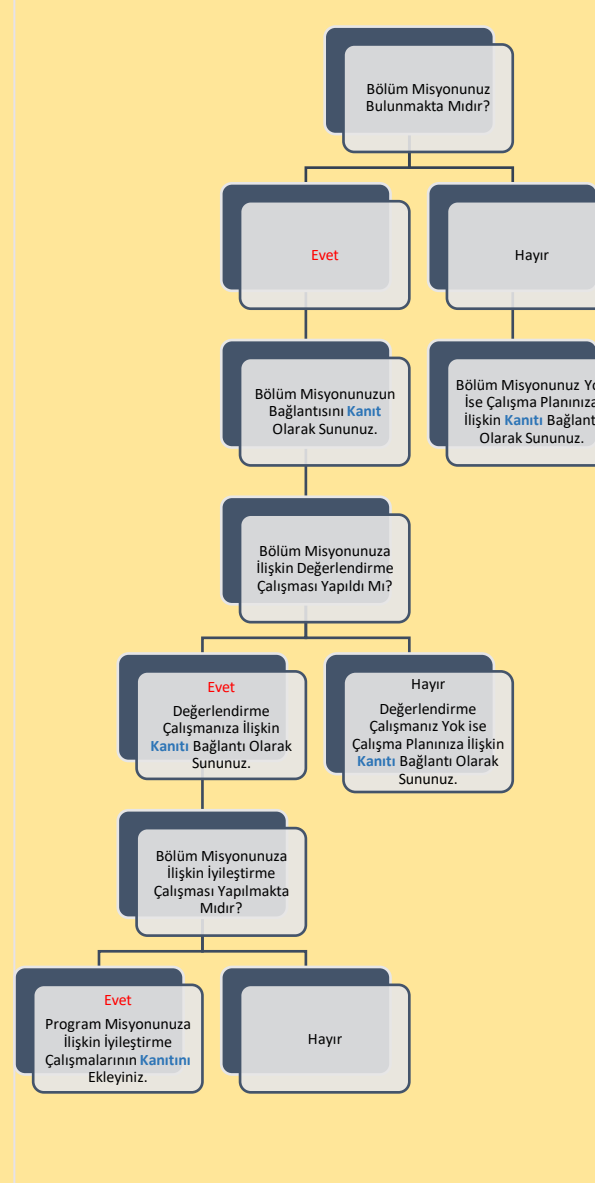 Bölüm Misyonunuz
Bulunmakta Mıdır?
Evet
Hayır
Bölüm Misyonunuzun
Bağlantısını Kanıt
Olarak Sununuz.
Bölüm Misyonunuz
İse Çalışma Planınıza
İlişkin Kanıtı
Olarak Sununuz.
Bölüm Misyonunuza
İlişkin Değerlendirme
Çalışması Yapıldı Mı?
Evet
Değerlendirme
Çalışmanıza İlişkin
Kanıtı Bağlantı Olarak
Sununuz.
Hayır
Değerlendirme
Çalışmanız Yok ise
Çalışma Planınıza İlişkin
Kanıtı Bağlantı Olarak
Sununuz.
Bölüm Misyonunuza
İlişkin İyileştirme
Çalışması Yapılmakta
Mıdır?
Evet
Program Misyonunuza
İlişkin İyileştirme
Çalışmalarının Kanıtını
Ekleyiniz.
Hayır